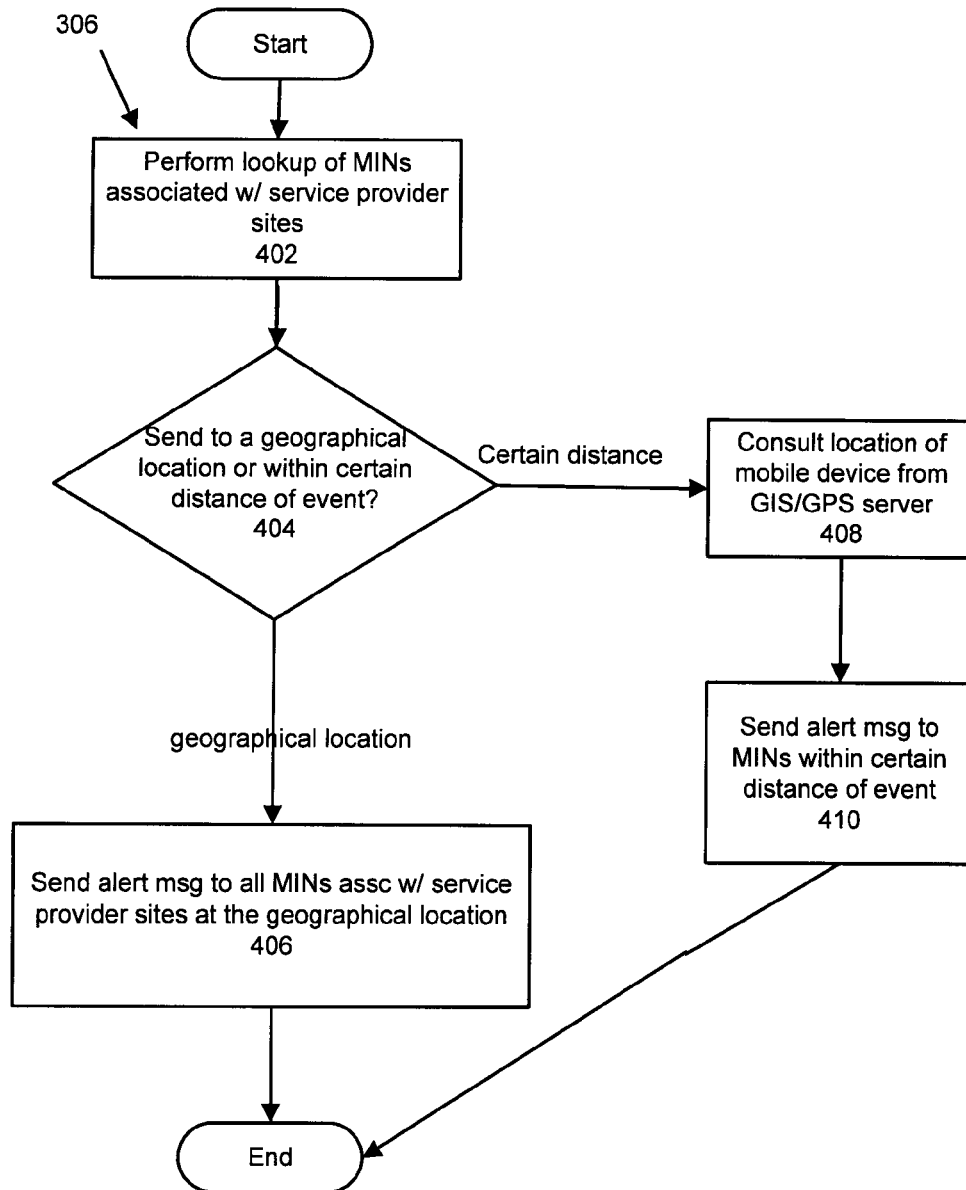 306
Start
Perform lookup of MINs
associated w/ service provider
sites
402
Send to a geographical
location or within certain
distance of event?
404
Certain distance
Consult location of
mobile device from
GIS/GPS server
408
geographical location
Send alert msg to
MINs within certain
distance of event
410
Send alert msg to all MINs assc w/ service
provider sites at the geographical location
406
End